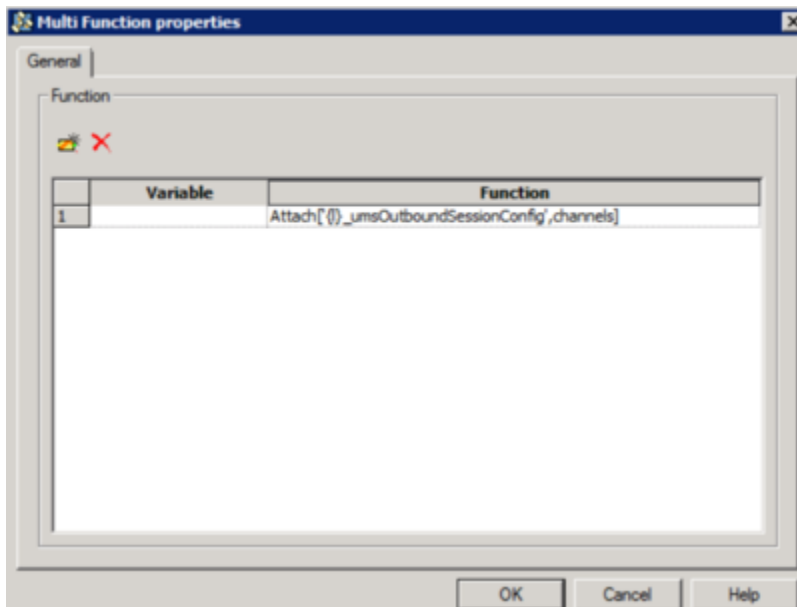 Multi Function properties
General
Function
Variable Function
1 Attach['{|}_umsOutboundSessionConfig',channels]
OK Cancel Help